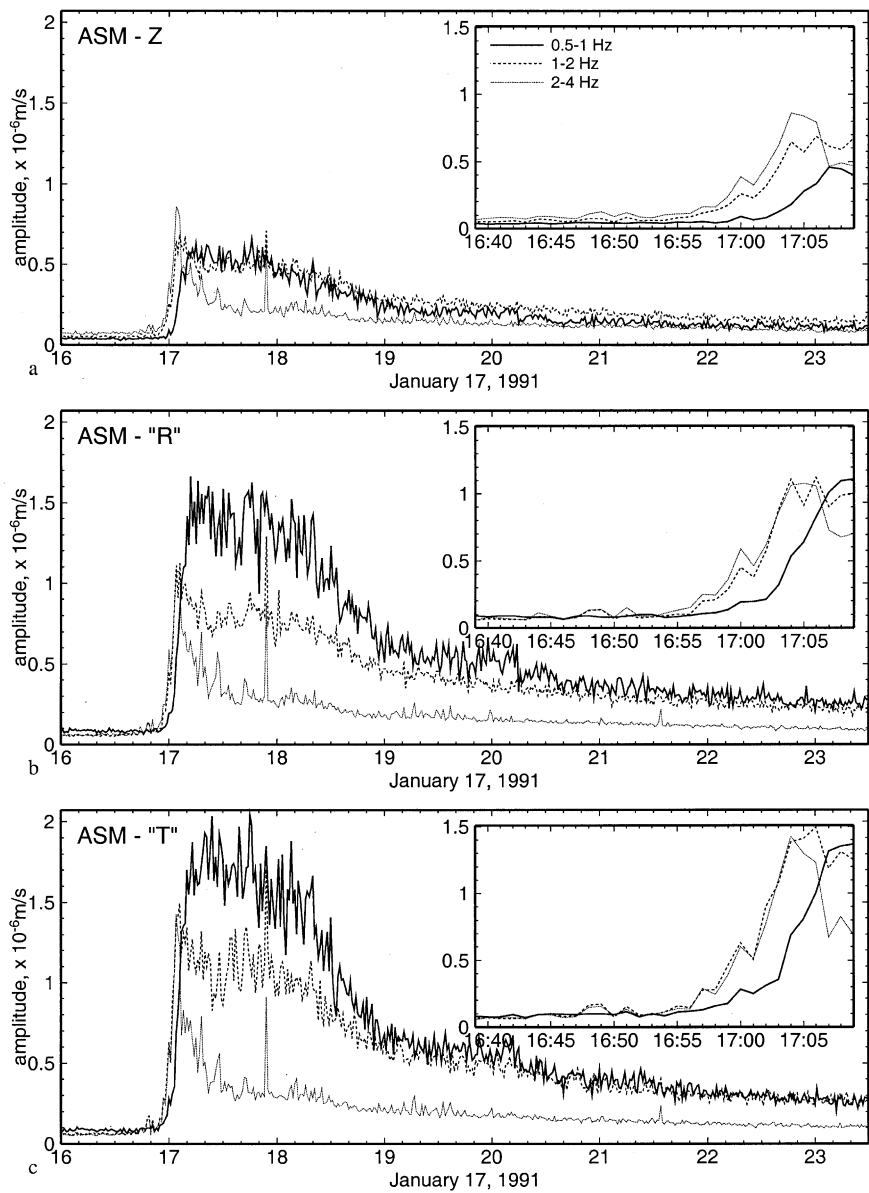 ASM - Z
amplitude, x 10-6m/s
2
1.5
1
0.5
0
16 17 18 19 20 21 22 23
January 17, 1991
a
1.5
1
0.5
0
0.5-1 Hz
1-2 Hz
2-4 Hz
16:40 16:45 16:50 16:55 17:00 17:05
ASM - "R"
amplitude, x 10-6m/s
2
1.5
1
0.5
0
16 17 18 19 20 21 22 23
January 17, 1991
b
1.5
1
0.5
0
16:40 16:45 16:50 16:55 17:00 17:05
ASM - "T"
amplitude, x 10-6m/s
2
1.5
1
0.5
0
16 17 18 19 20 21 22 23
January 17, 1991
c
1.5
1
0.5
0
16:40 16:45 16:50 16:55 17:00 17:05